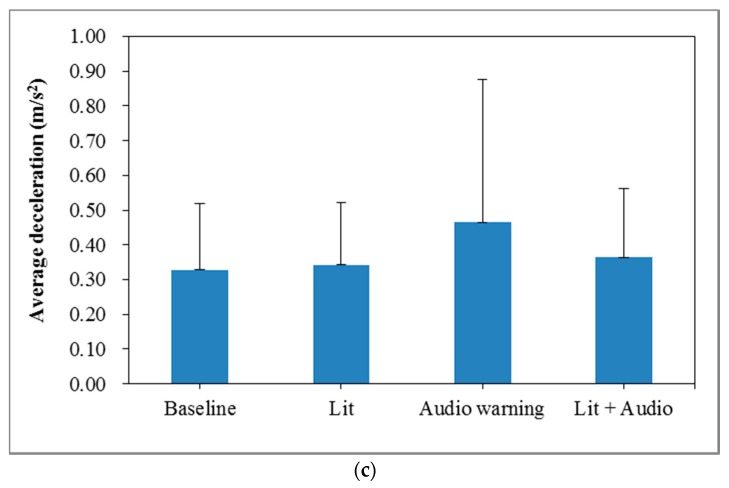 Average deceleration (m/s²)
1.00
0.90
0.80
0.70
0.60
0.50
0.40
0.30
0.20
0.10
0.00
Baseline
Lit
Audio warning
Lit + Audio
(c)